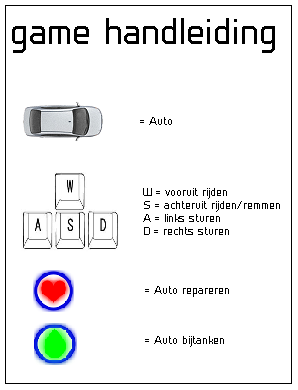 game handleiding
= Auto
W
A S D
W = vooruit rijden
S = achteruit rijden/remmen
A = links sturen
D = rechts sturen
= Auto repareren
= Auto bijtanken